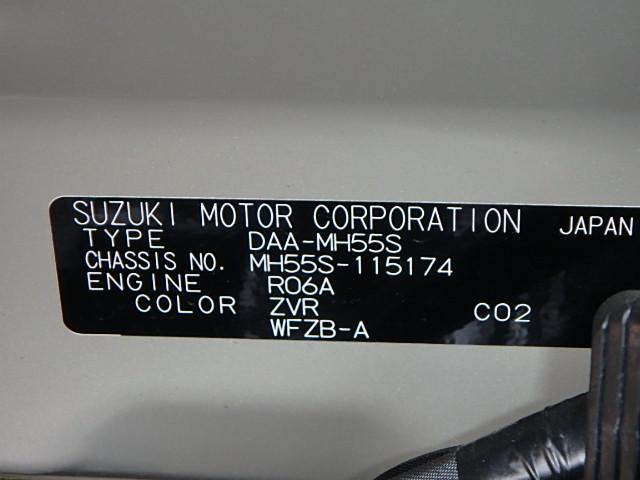 SUZUKI MOTOR CORPORATION JAPAN
TYPE DAA-MH55S
CHASSIS NO. MH55S-115174
ENGINE R06A
COLOR ZVR C02
WFZB-A